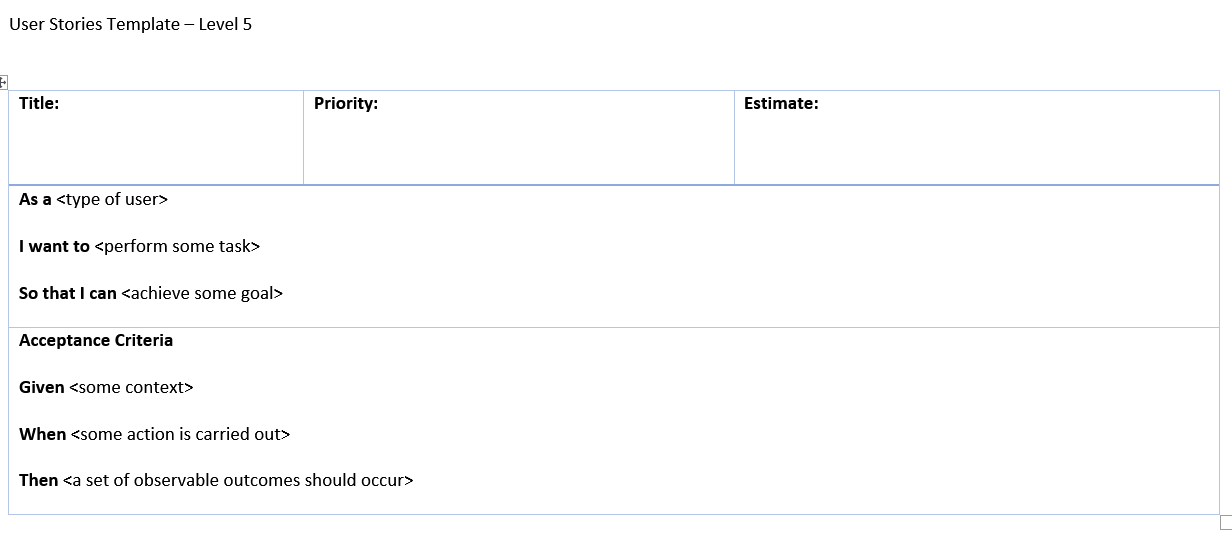 User Stories Template – Level 5
Title:
Priority:
Estimate:
As a <type of user>
I want to <perform some task>
So that I can <achieve some goal>
Acceptance Criteria
Given <some context>
When <some action is carried out>
Then <a set of observable outcomes should occur>